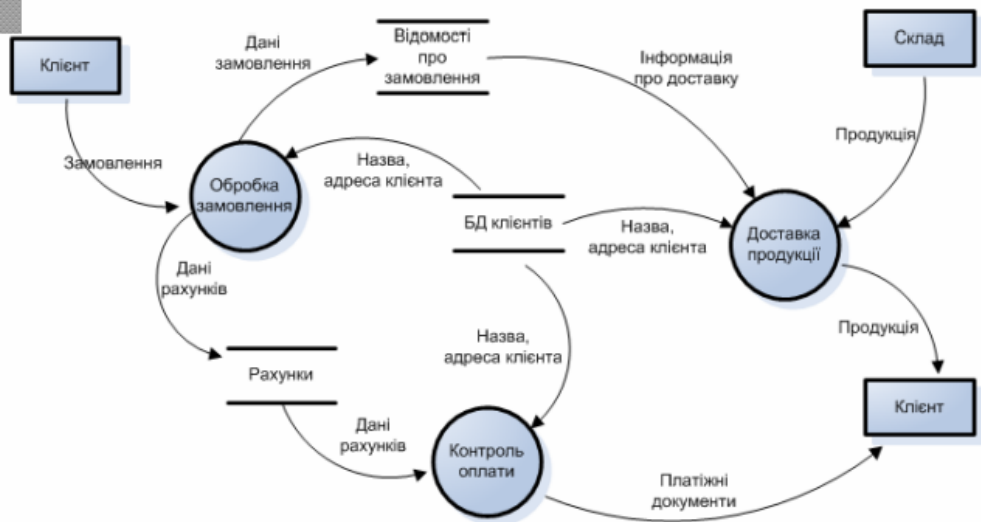 Клієнт
Дані
замовлення
Відомості
про
замовлення
Інформація
про доставку
Склад
Замовлення
Продукція
Обробка
замовлення
Назва,
адреса клієнта
БД клієнтів
Назва,
адреса клієнта
Доставка
продукції
Дані
рахунків
Назва,
адреса клієнта
Продукція
Рахунки
Клієнт
Дані
рахунків
Контроль
оплати
Платіжні
документи